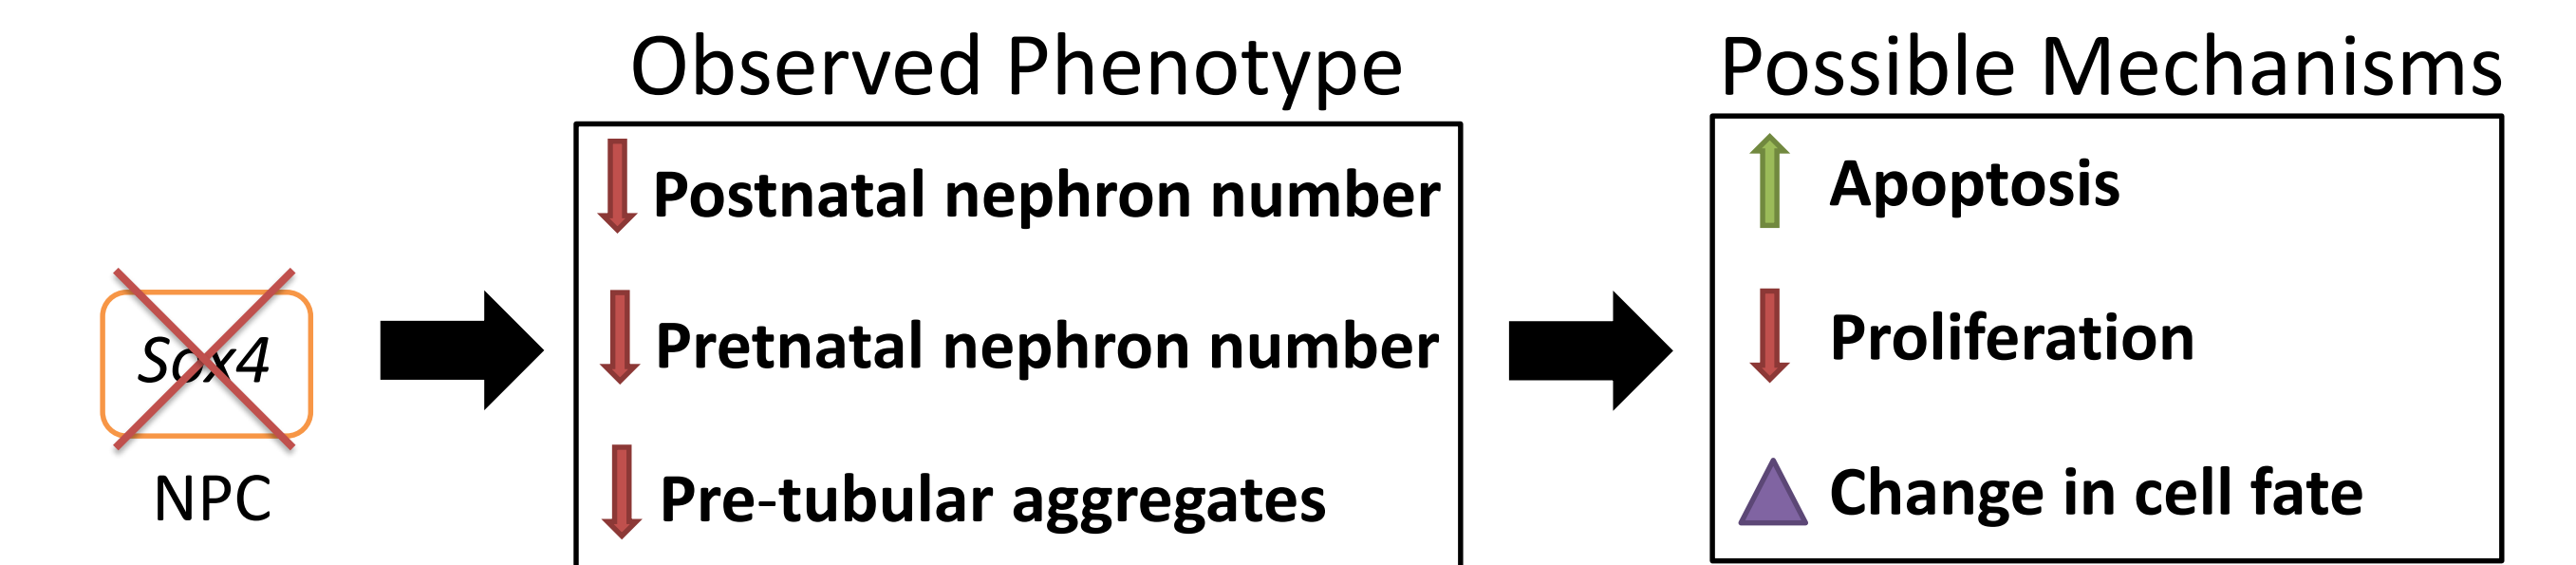 Observed Phenotype
Possible Mechanisms
Postnatal nephron number
Pretnatal nephron number
Pre-tubular aggregates
Sox4
NPC
Apoptosis
Proliferation
Change in cell fate